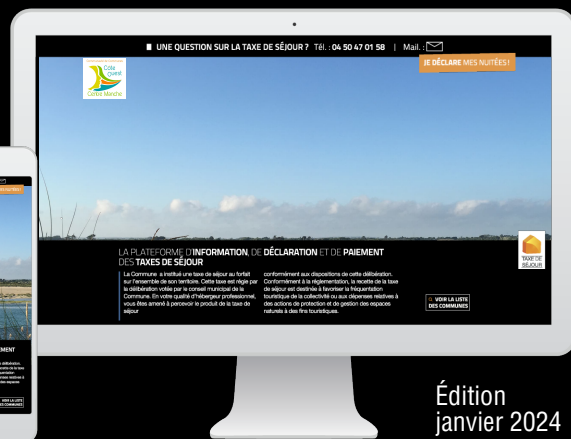 UNE QUESTION SUR LA TAXE DE SÉJOUR ? Tél. : 04 50 47 01 58 | Mail. :
JE DÉCLARE MES NUITÉES !
Côte
Ouest
Centre Manche
LA PLATEFORME D'INFORMATION, DE DÉCLARATION ET DE PAIEMENT
DES TAXES DE SÉJOUR
La Commune a institué une taxe de séjour au forfait
sur l'ensemble de son territoire. Cette taxe est régie par
la délibération votée par le conseil municipal de la
Commune. En votre qualité d'hébergeur professionnel,
vous êtes amené à percevoir le produit de la taxe de
séjour
conformément aux dispositions de cette délibération.
Conformément à la réglementation, la recette de la taxe
de séjour est destinée à favoriser la fréquentation
touristique de la collectivité ou aux dépenses relatives à
des actions de protection et de gestion des espaces
naturels à des fins touristiques.
TAXE DE
SÉJOUR
VOIR LA LISTE
DES COMMUNES
EMENT
VOIR LA LISTE
DES COMMUNES
Édition
janvier 2024